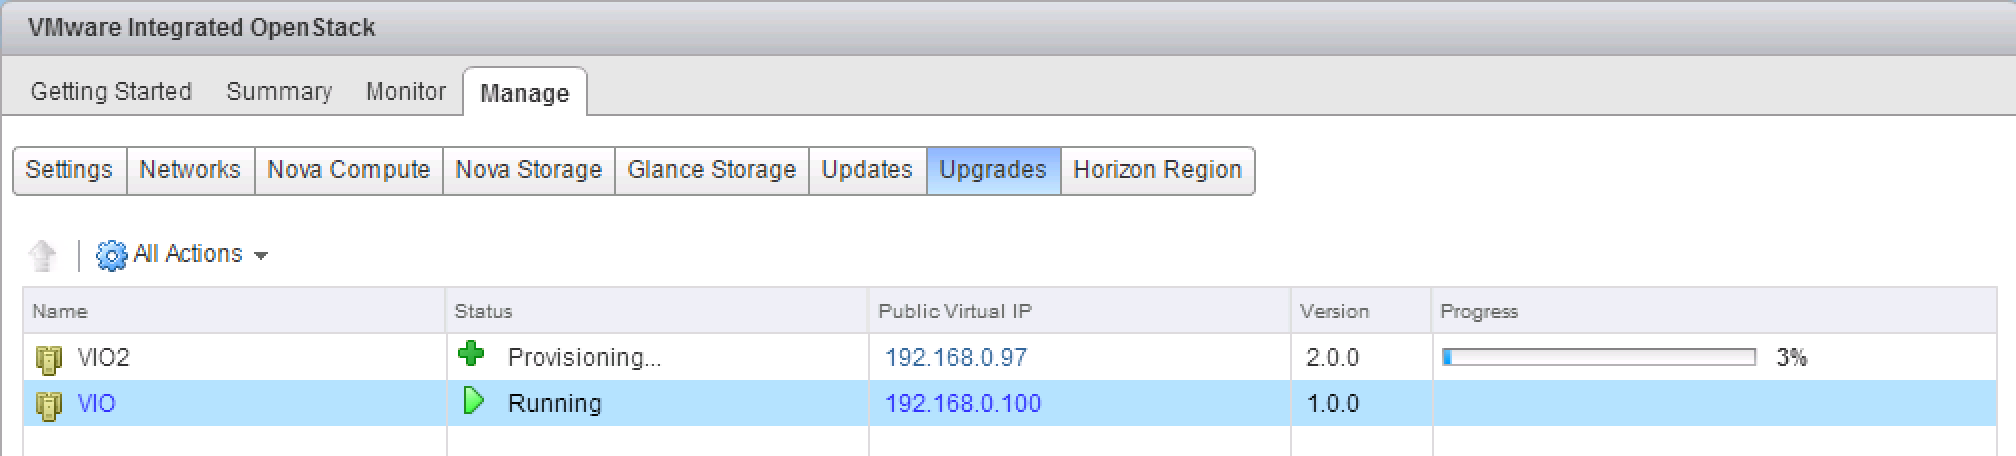 VMware Integrated OpenStack
Getting Started Summary Monitor Manage
Settings Networks Nova Compute Nova Storage Glance Storage Updates Upgrades Horizon Region
All Actions
Name Status Public Virtual IP Version Progress
VIO2 Provisioning... 192.168.0.97 2.0.0 3%
VIO Running 192.168.0.100 1.0.0